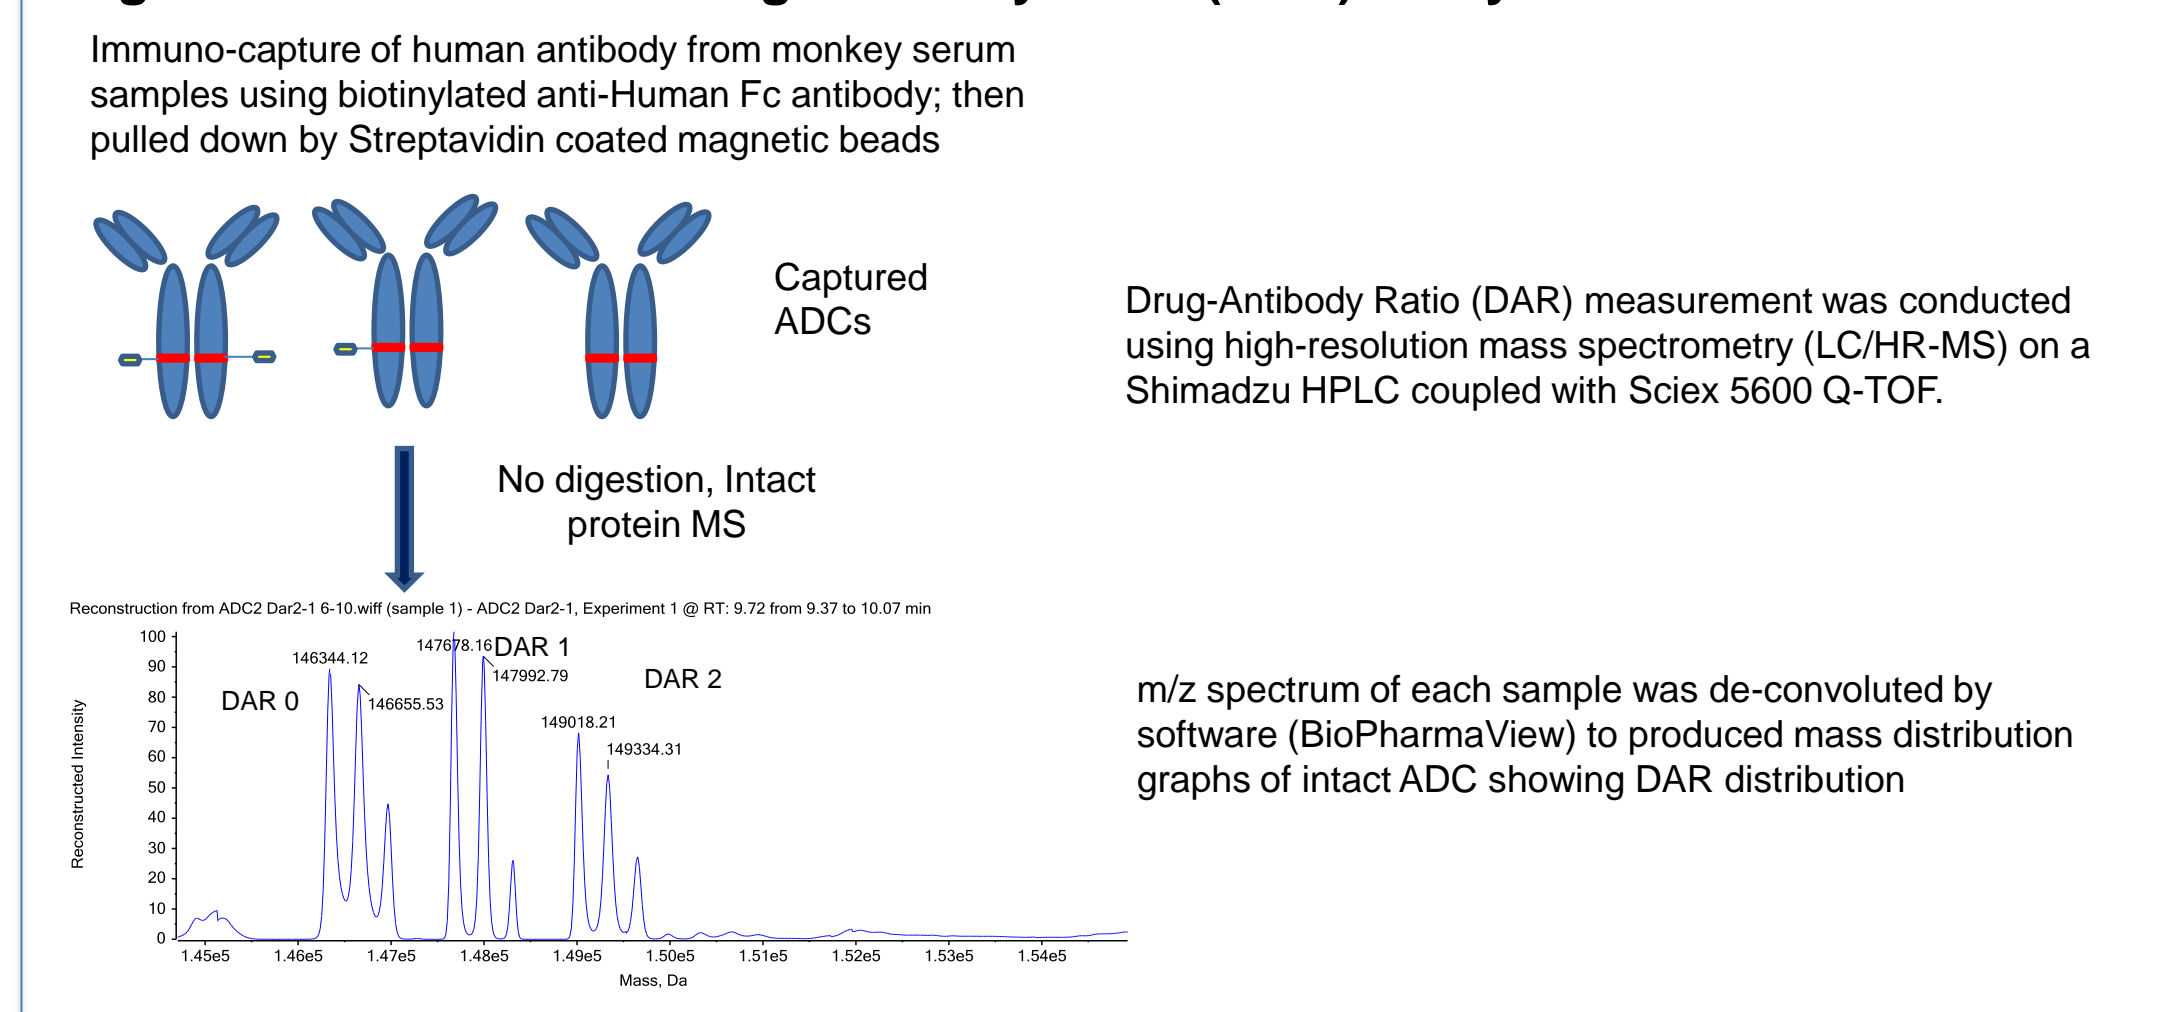 Immuno-capture of human antibody from monkey serum
samples using biotinylated anti-Human Fc antibody; then
pulled down by Streptavidin coated magnetic beads
Captured
ADCs
Drug-Antibody Ratio (DAR) measurement was conducted
using high-resolution mass spectrometry (LC/HR-MS) on a
Shimadzu HPLC coupled with Sciex 5600 Q-TOF.
No digestion, Intact
protein MS
Reconstruction from ADC2 Dar2-1 6-10.wiff (sample 1) - ADC2 Dar2-1, Experiment 1 @ RT: 9.72 from 9.37 to 10.07 min
Reconstructed Intensity
100
90
80
70
60
50
40
30
20
10
0
DAR 0
146344.12
146655.53
147678.16
DAR 1
147992.79
DAR 2
149018.21
149334.31
1.45e5 1.46e5 1.47e5 1.48e5 1.49e5 1.50e5 1.51e5 1.52e5 1.53e5 1.54e5
Mass, Da
m/z spectrum of each sample was de-convoluted by
software (BioPharmaView) to produced mass distribution
graphs of intact ADC showing DAR distribution